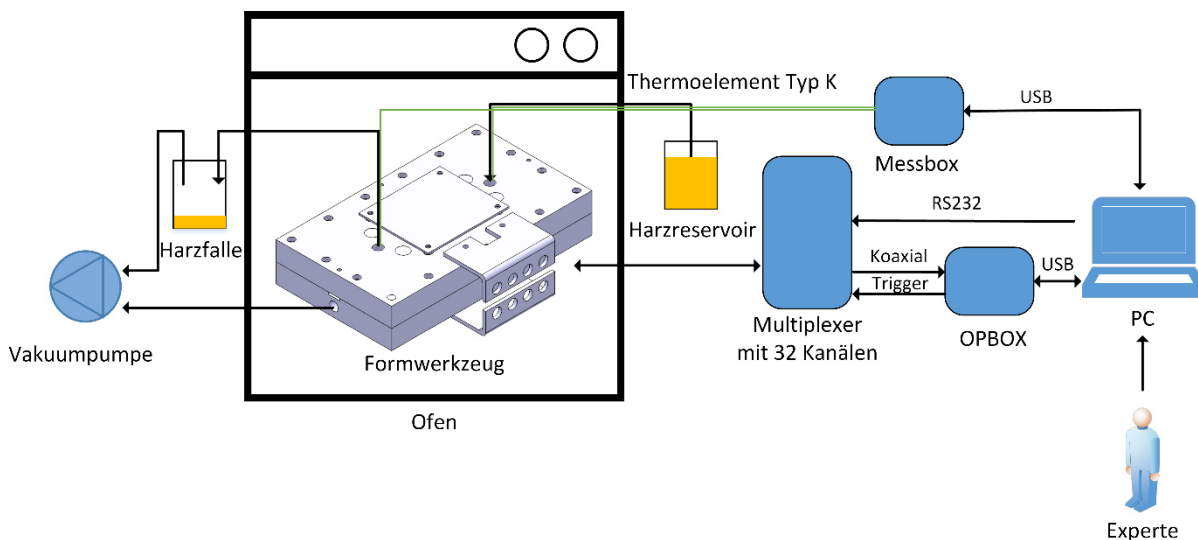 Thermoelement Typ K
USB
Messbox
Harzfalle
Harzreservoir
RS232
Koaxial
Trigger
USB
Vakuumpumpe
Formwerkzeug
Multiplexer
mit 32 Kanälen
OPBOX
PC
Ofen
Experte